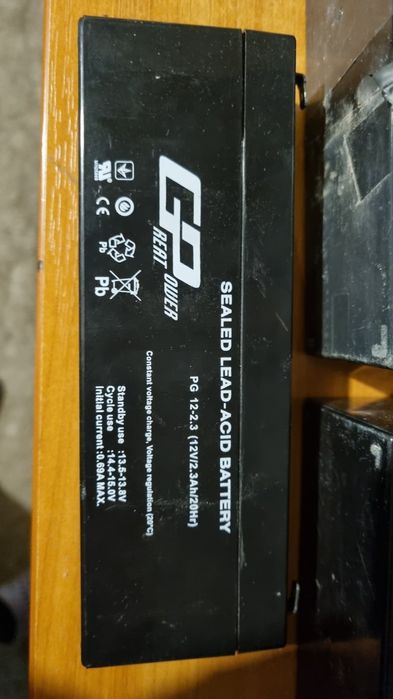 GP
GREAT POWER
SEALED LEAD-ACID BATTERY
PG 12-2.3 (12V/2.3Ah/20Hr)
Constant voltage charge, Voltage regulation (20°C)
Standby use :13.5-13.8V
Cycle use :14.4-15.0V
Initial current :0.69A MAX.
CE
Pb
Pb